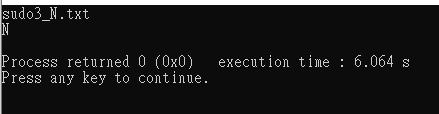 sudo3_N.txt
N
Process returned 0 (0x0)   execution time : 6.064 s
Press any key to continue.